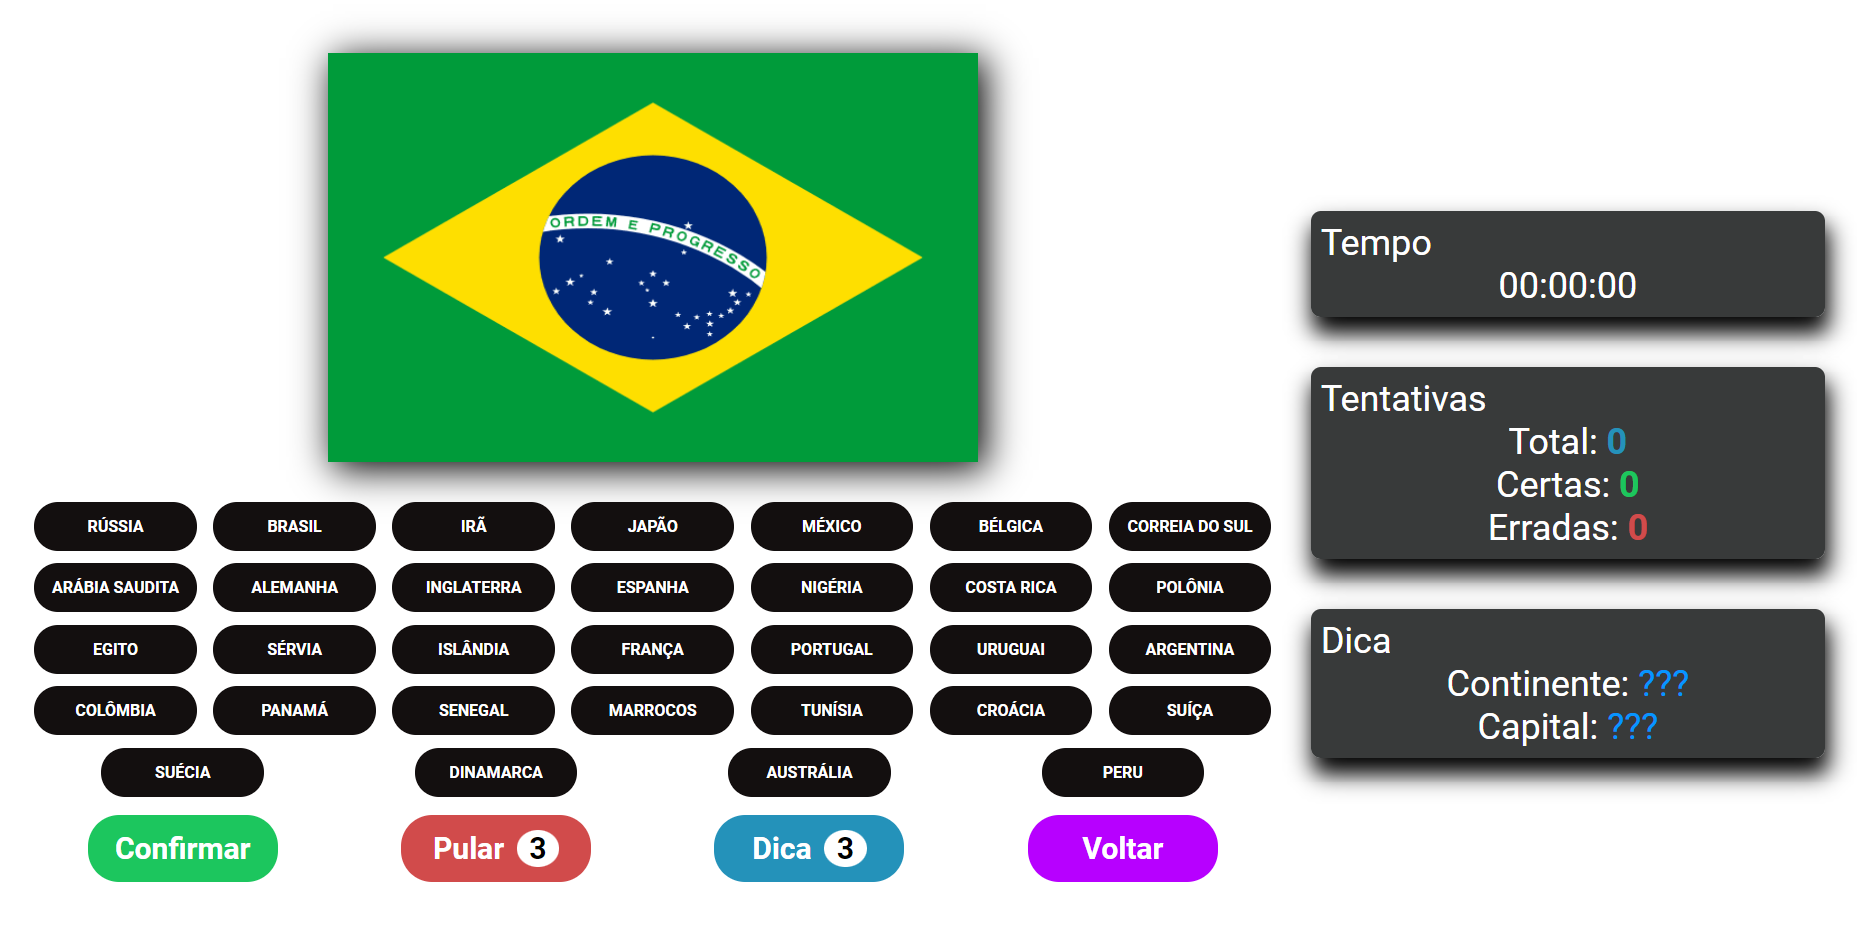 ORDEM E PROGRESSO
RÚSSIA
BRASIL
IRÃ
JAPÃO
MÉXICO
BÉLGICA
CORREIA DO SUL
ARÁBIA SAUDITA
ALEMANHA
INGLATERRA
ESPANHA
NIGÉRIA
COSTA RICA
POLÔNIA
EGITO
SÉRVIA
ISLÂNDIA
FRANÇA
PORTUGAL
URUGUAI
ARGENTINA
COLÔMBIA
PANAMÁ
SENEGAL
MARROCOS
TUNÍSIA
CROÁCIA
SUÍÇA
SUÉCIA
DINAMARCA
AUSTRÁLIA
PERU
Confirmar
Pular 3
Dica 3
Voltar
Tempo
00:00:00
Tentativas
Total: 0
Certas: 0
Erradas: 0
Dica
Continente: ???
Capital: ???